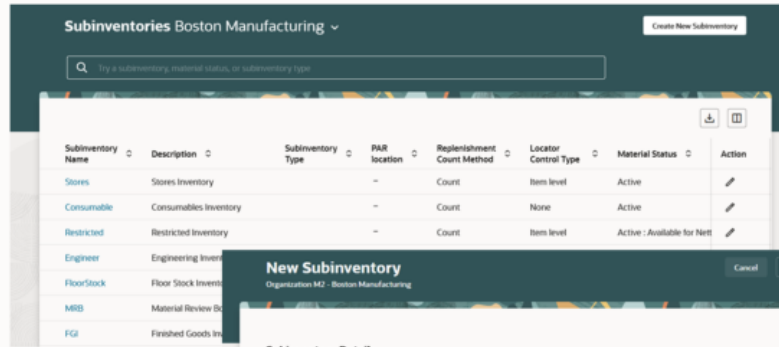 Subinventories Boston Manufacturing
Create New Subinventory
Try a subinventory, material status, or subinventory type
Subinventory Name Description Subinventory Type PAR location Replenishment Count Method Locator Control Type Material Status Action
Stores Stores Inventory – Count Item level Active
Consumable Consumables Inventory – Count None Active
Restricted Restricted Inventory – Count Item level Active : Available for Nett
Engineer Engineering Invent
FloorStock Floor Stock Invento
MRB Material Review Bo
FGI Finished Goods Inv
New Subinventory
Cancel
Organization M2 - Boston Manufacturing